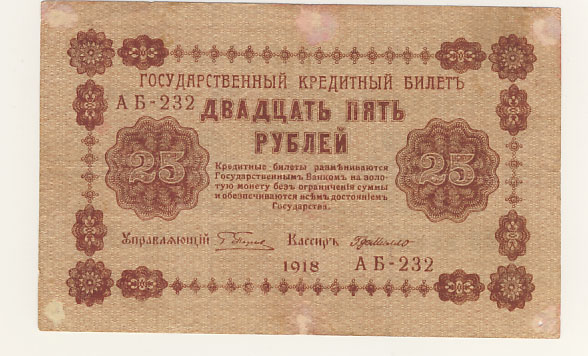 ГОСУДАРСТВЕННЫЙ КРЕДИТНЫЙ БИЛЕТЪ
АБ-232
ДВАДЦАТЬ ПЯТЬ
РУБЛЕЙ
25
25
Кредитные билеты размѣниваются
Государственнымъ Банкомъ на золо-
тую монету безъ ограниченія суммы
и обезпечиваются всѣмъ достояніемъ
Государства.
Управляющій
Кассиръ
1918 АБ-232